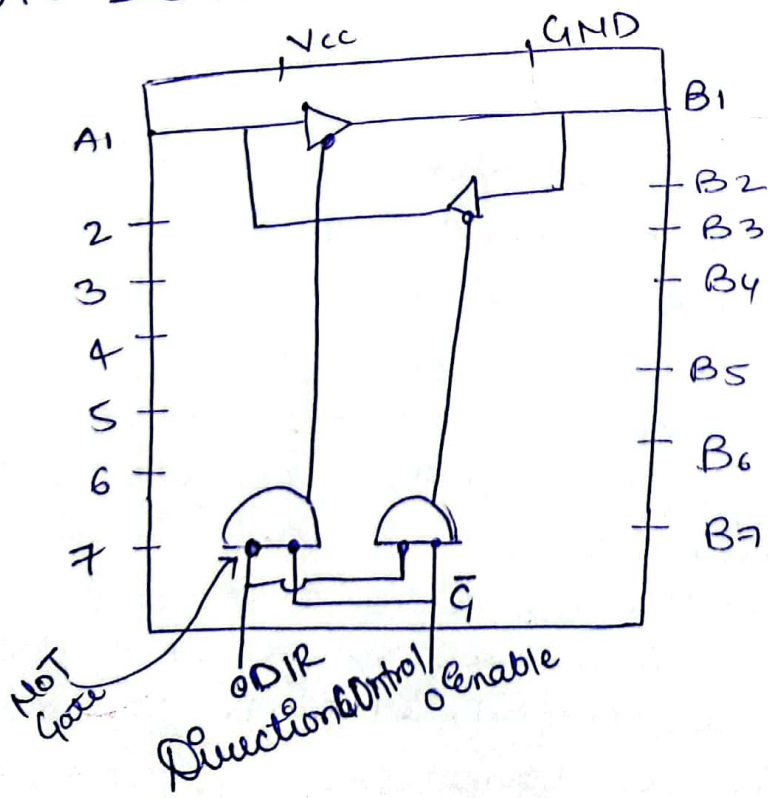 Vcc
GND
A1
B1
B2
2
B3
3
B4
4
B5
5
6
B6
7
B7
G̅
NOT
Gate
DIR
Direction Control
enable